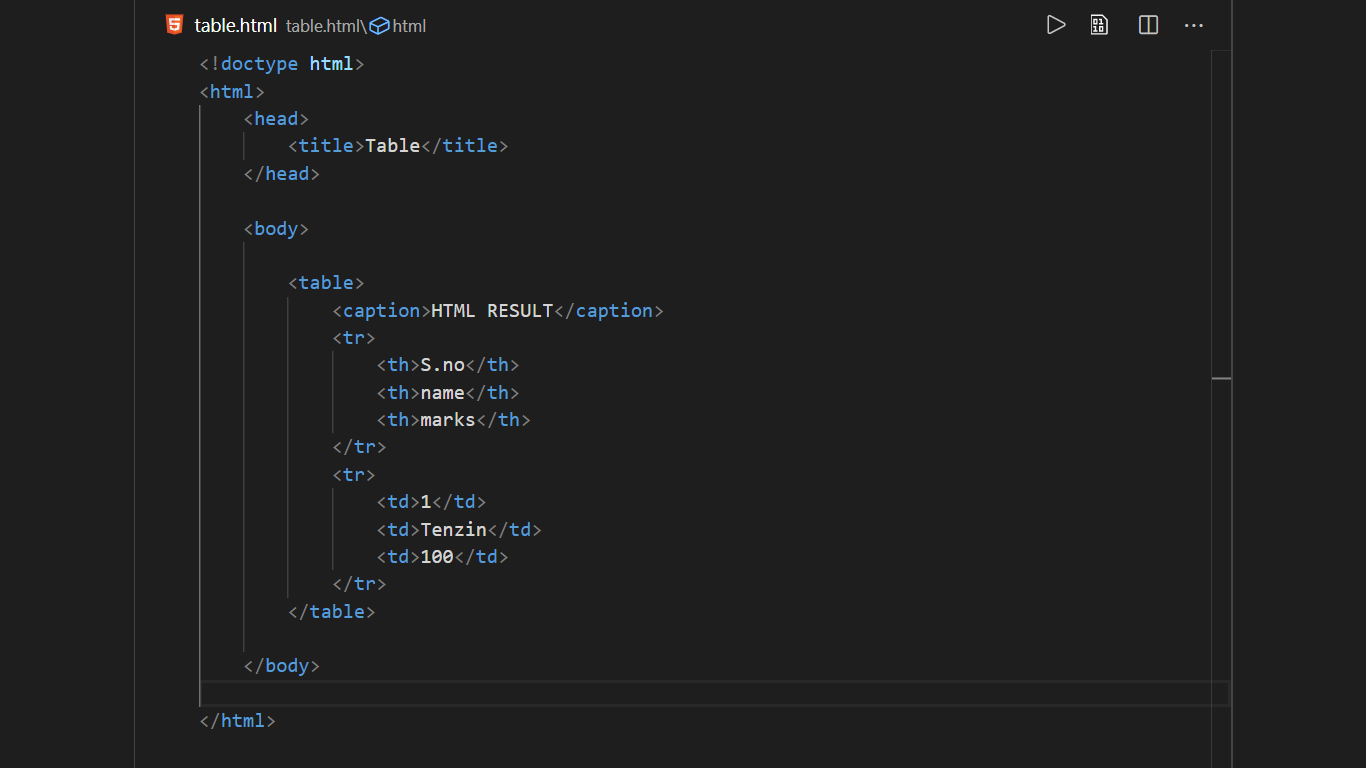 table.html table.html\html
<!doctype html>
<html>
    <head>
        <title>Table</title>
    </head>

    <body>

        <table>
            <caption>HTML RESULT</caption>
            <tr>
                <th>S.no</th>
                <th>name</th>
                <th>marks</th>
            </tr>
            <tr>
                <td>1</td>
                <td>Tenzin</td>
                <td>100</td>
            </tr>
        </table>

    </body>

</html>